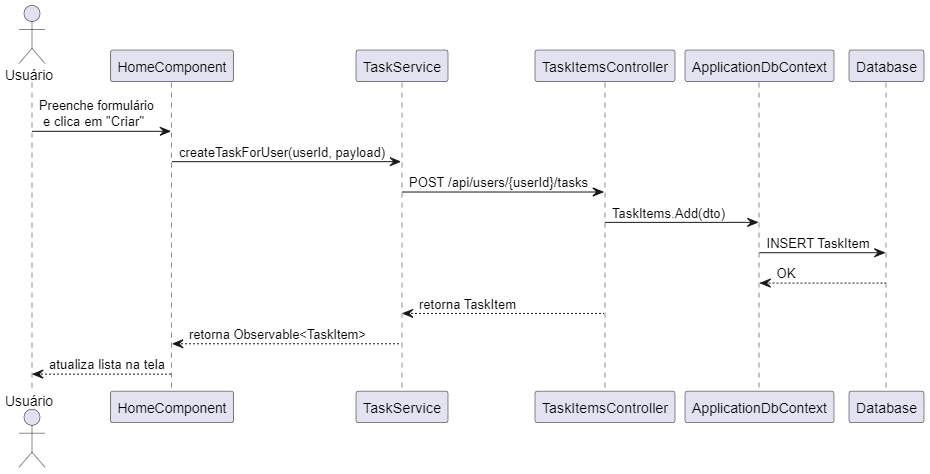 Usuário
HomeComponent
TaskService
TaskItemsController
ApplicationDbContext
Database
Preenche formulário
e clica em "Criar"
createTaskForUser(userId, payload)
POST /api/users/{userId}/tasks
TaskItems.Add(dto)
INSERT TaskItem
OK
retorna TaskItem
retorna Observable<TaskItem>
atualiza lista na tela
Usuário
HomeComponent
TaskService
TaskItemsController
ApplicationDbContext
Database